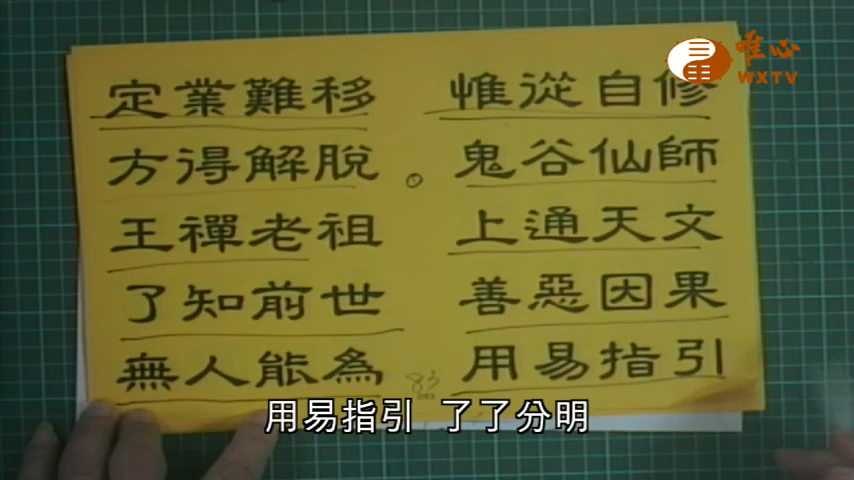 唯心
WXTV
定業難移 惟從自修
方得解脫。鬼谷仙師
王禪老祖 上通天文
了知前世 善惡因果
無人能為 用易指引
83
用易指引 了了分明